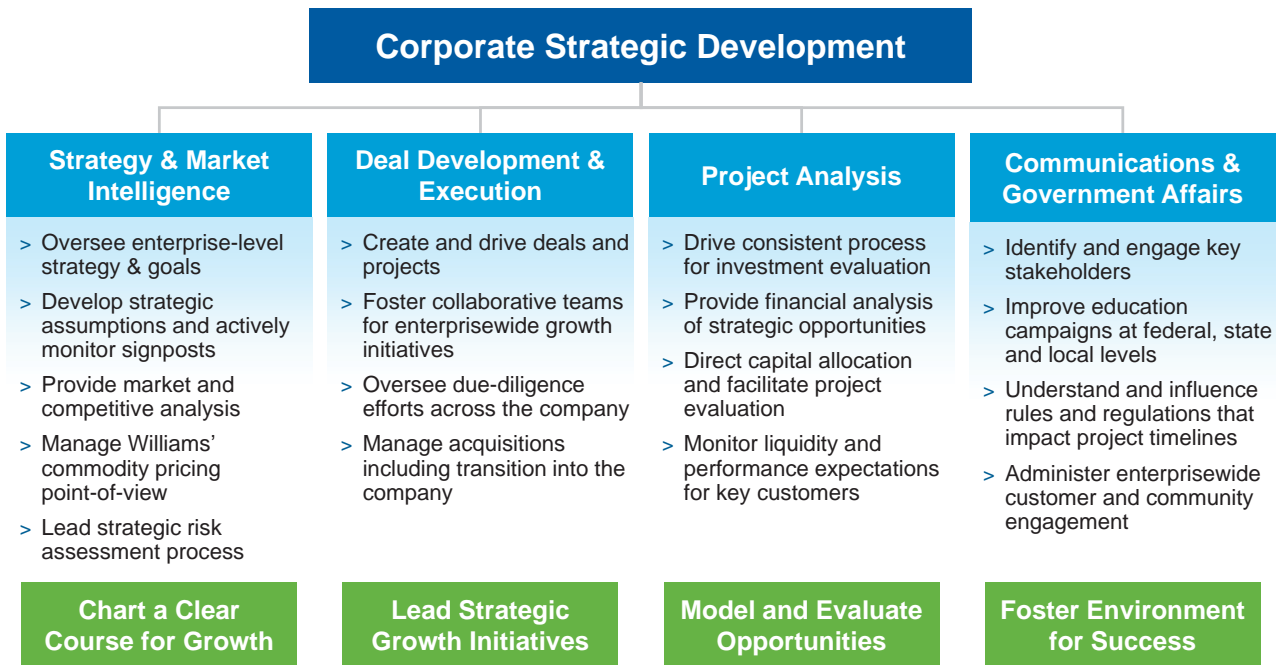 Corporate Strategic Development
Strategy & Market
Intelligence
> Oversee enterprise-level
strategy & goals
> Develop strategic
assumptions and actively
monitor signposts
> Provide market and
competitive analysis
> Manage Williams’
commodity pricing
point-of-view
> Lead strategic risk
assessment process
Chart a Clear
Course for Growth
Deal Development &
Execution
> Create and drive deals and
projects
> Foster collaborative teams
for enterprisewide growth
initiatives
> Oversee due-diligence
efforts across the company
> Manage acquisitions
including transition into the
company
Lead Strategic
Growth Initiatives
Project Analysis
> Drive consistent process
for investment evaluation
> Provide financial analysis
of strategic opportunities
> Direct capital allocation
and facilitate project
evaluation
> Monitor liquidity and
performance expectations
for key customers
Model and Evaluate
Opportunities
Communications &
Government Affairs
> Identify and engage key
stakeholders
> Improve education
campaigns at federal, state
and local levels
> Understand and influence
rules and regulations that
impact project timelines
> Administer enterprisewide
customer and community
engagement
Foster Environment
for Success